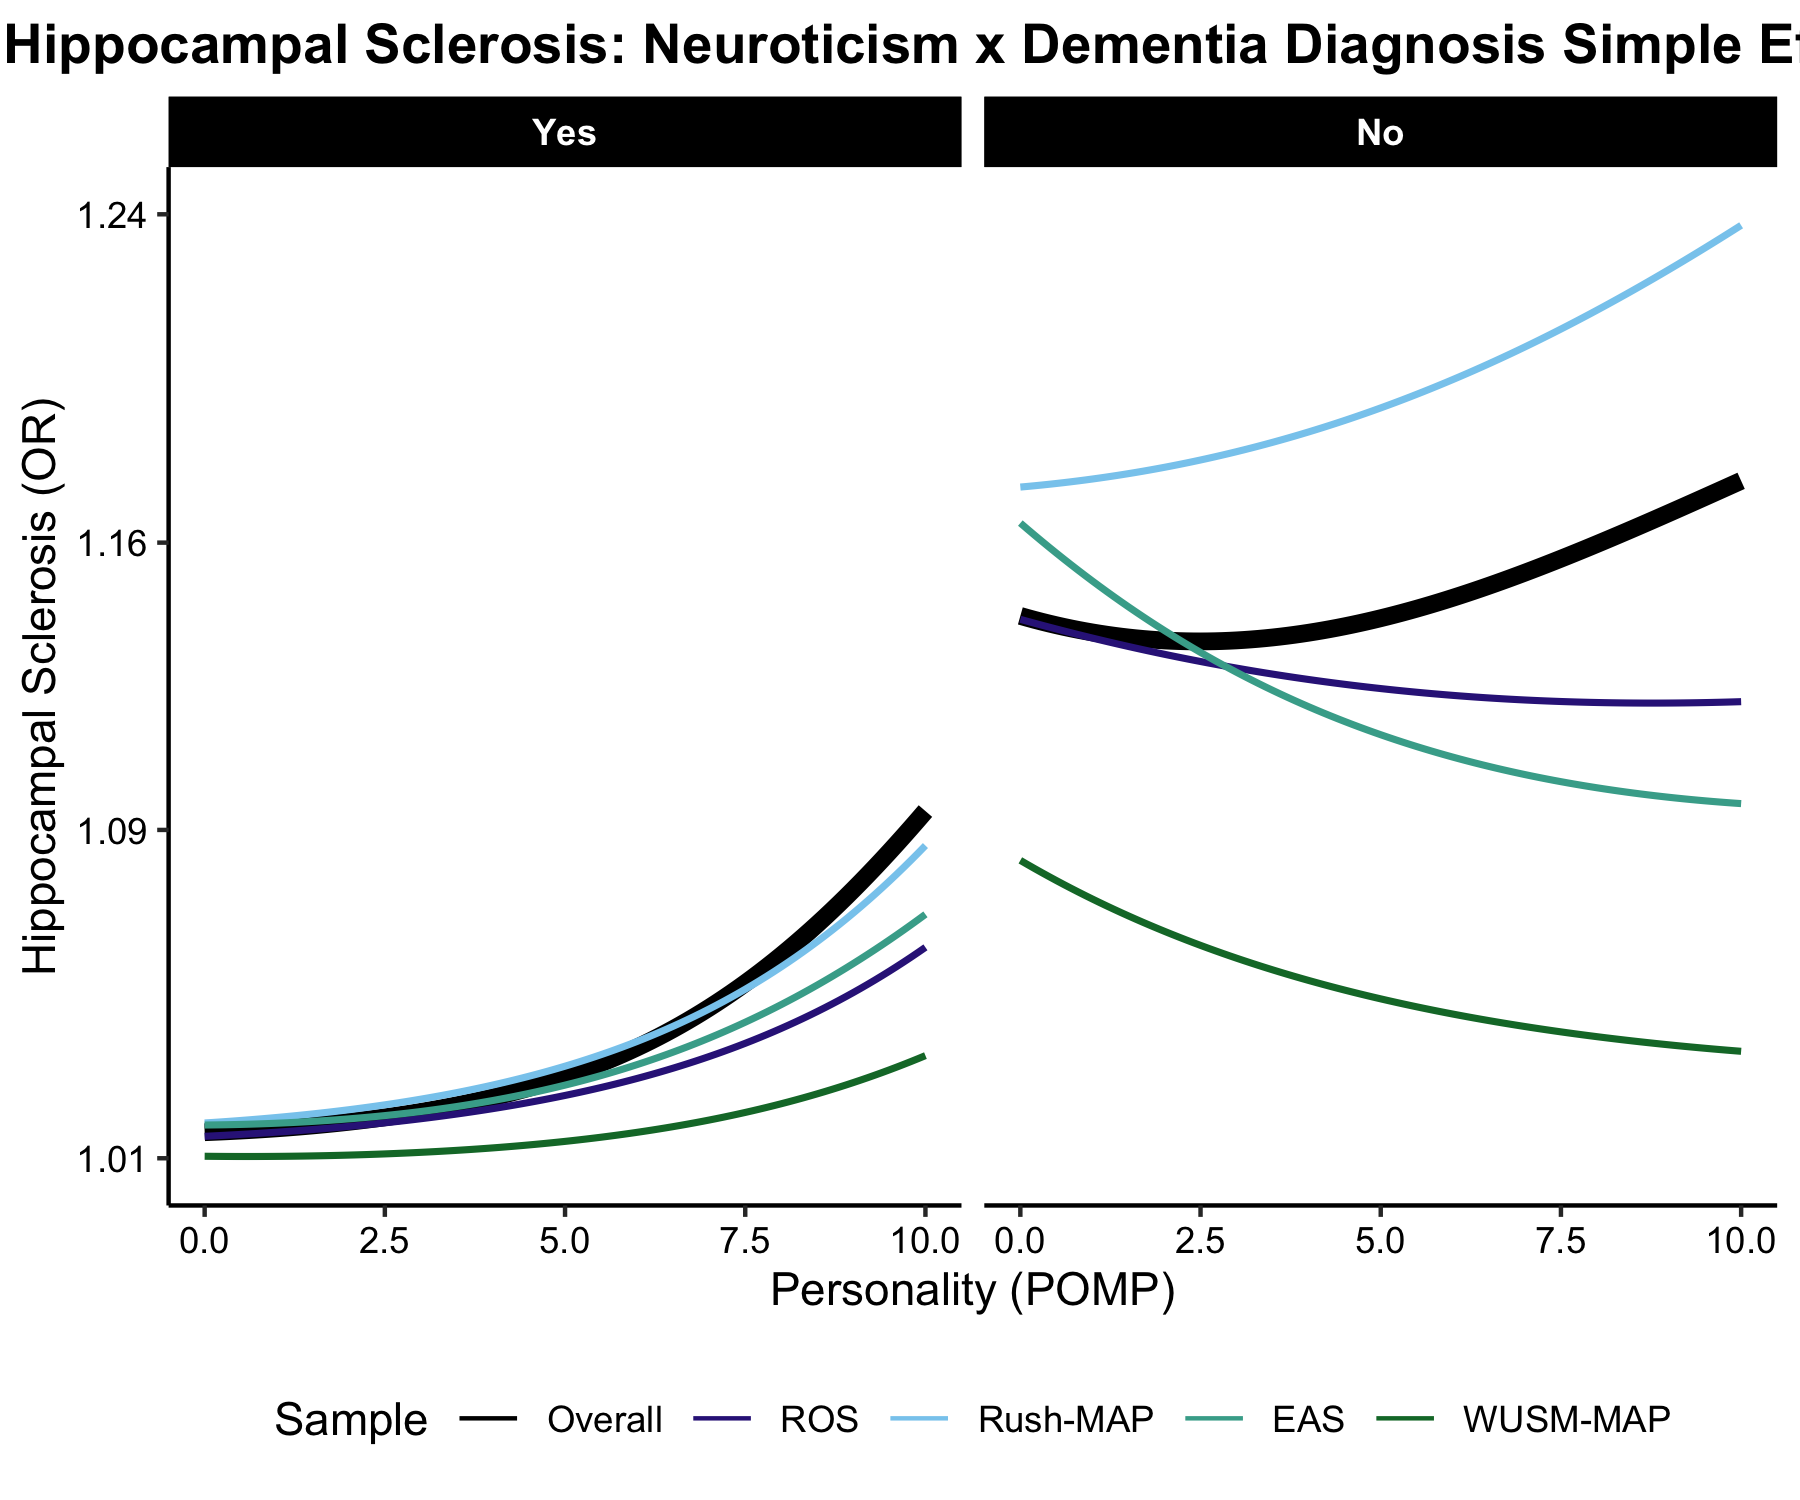 Hippocampal Sclerosis: Neuroticism x Dementia Diagnosis Simple
Yes
No
Hippocampal Sclerosis (OR)
1.24
1.16
1.09
1.01
0.0 2.5 5.0 7.5 10.0 0.0 2.5 5.0 7.5 10.0
Personality (POMP)
Sample Overall ROS Rush-MAP EAS WUSM-MAP